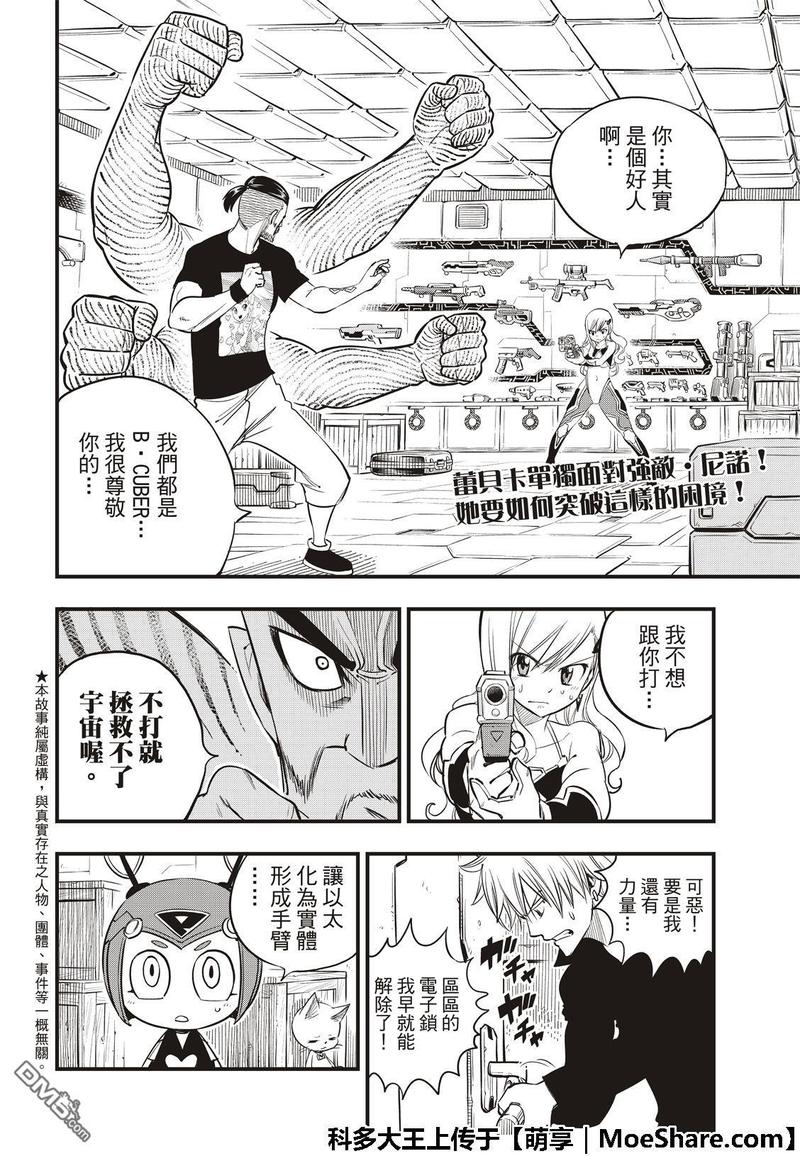 你…其實
是個好人
啊…
我們都是
B・CUBER…
我很尊敬
你的…
蕾貝卡單獨面對強敵・尼諾！
她要如何突破這樣的困境！
我不想
跟你打…
不打就
拯救不了
宇宙喔。
可惡！
要是我
還有
力量…
ガチャ
ガチャ
區區的
電子鎖
我早就能
解除了！
讓以太
化為實體
形成手臂
……
★本故事純屬虛構，與真實存在之人物、團體、事件等一概無關。
DM5.com
科多大王上传于【萌享 | MoeShare.com】